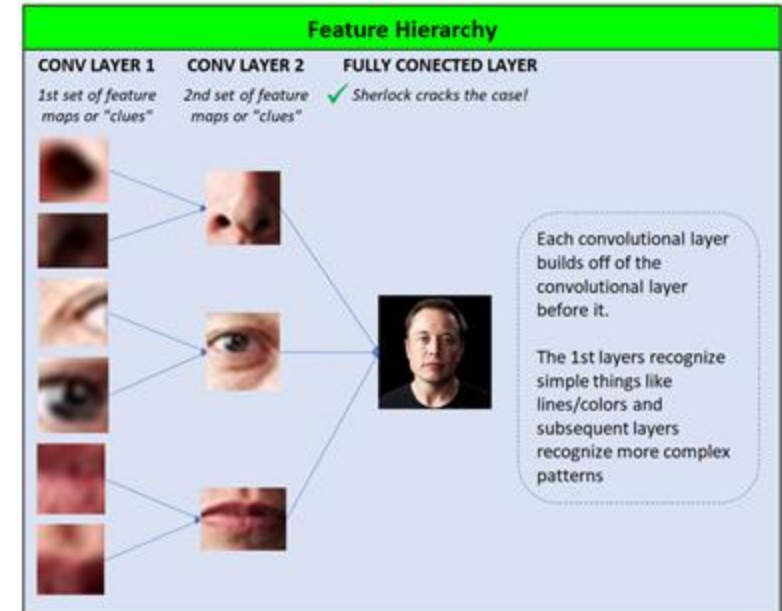 Feature Hierarchy
CONV LAYER 1
1st set of feature
maps or "clues"
CONV LAYER 2
2nd set of feature
maps or "clues"
FULLY CONECTED LAYER
✓ Sherlock cracks the case!
Each convolutional layer
builds off of the
convolutional layer
before it.
The 1st layers recognize
simple things like
lines/colors and
subsequent layers
recognize more complex
patterns